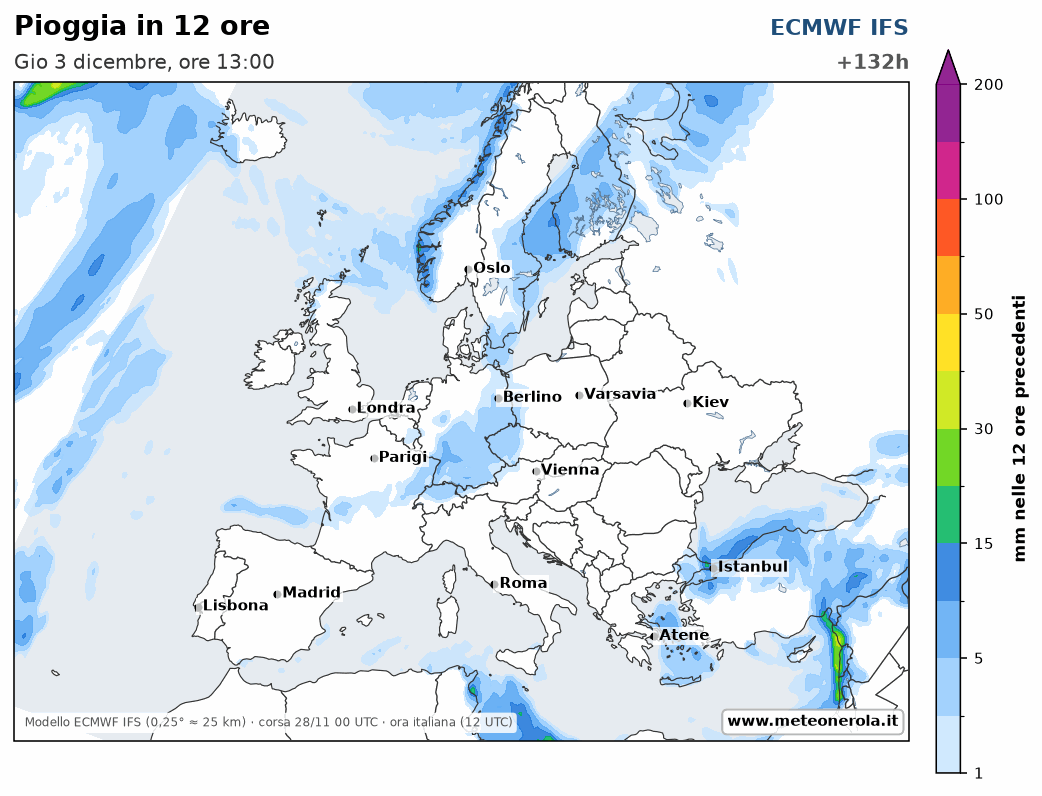 Pioggia in 12 ore
ECMWF IFS
Gio 3 dicembre, ore 13:00
+132h
200
100
50
30
15
5
1
mm nelle 12 ore precedenti
Oslo
Berlino
Varsavia
Kiev
Londra
Parigi
Vienna
Istanbul
Roma
Madrid
Lisbona
Atene
Modello ECMWF IFS (0,25° ≈ 25 km) · corsa 28/11 00 UTC · ora italiana (12 UTC)
www.meteonerola.it